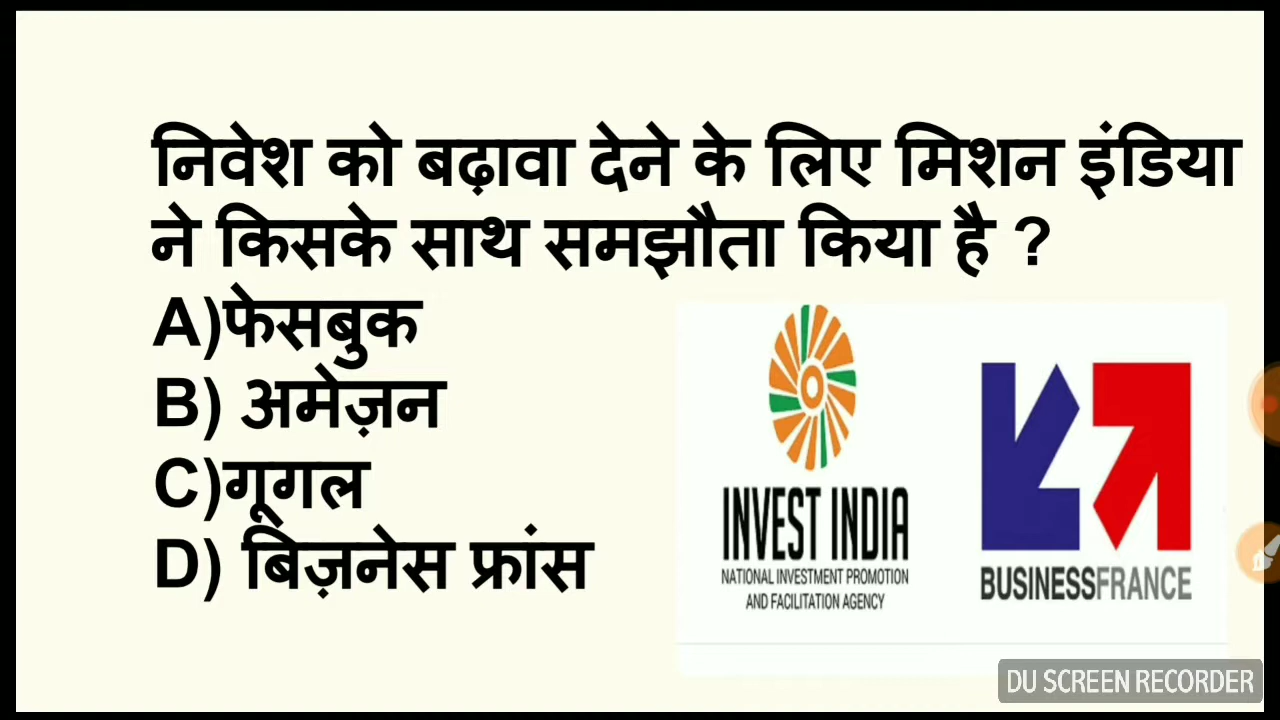 निवेश को बढ़ावा देने के लिए मिशन इंडिया
ने किसके साथ समझौता किया है ?
A)फेसबुक
B) अमेज़न
C)गूगल
D) बिज़नेस फ्रांस
INVEST INDIA
NATIONAL INVESTMENT PROMOTION
AND FACILITATION AGENCY
BUSINESSFRANCE
DU SCREEN RECORDER